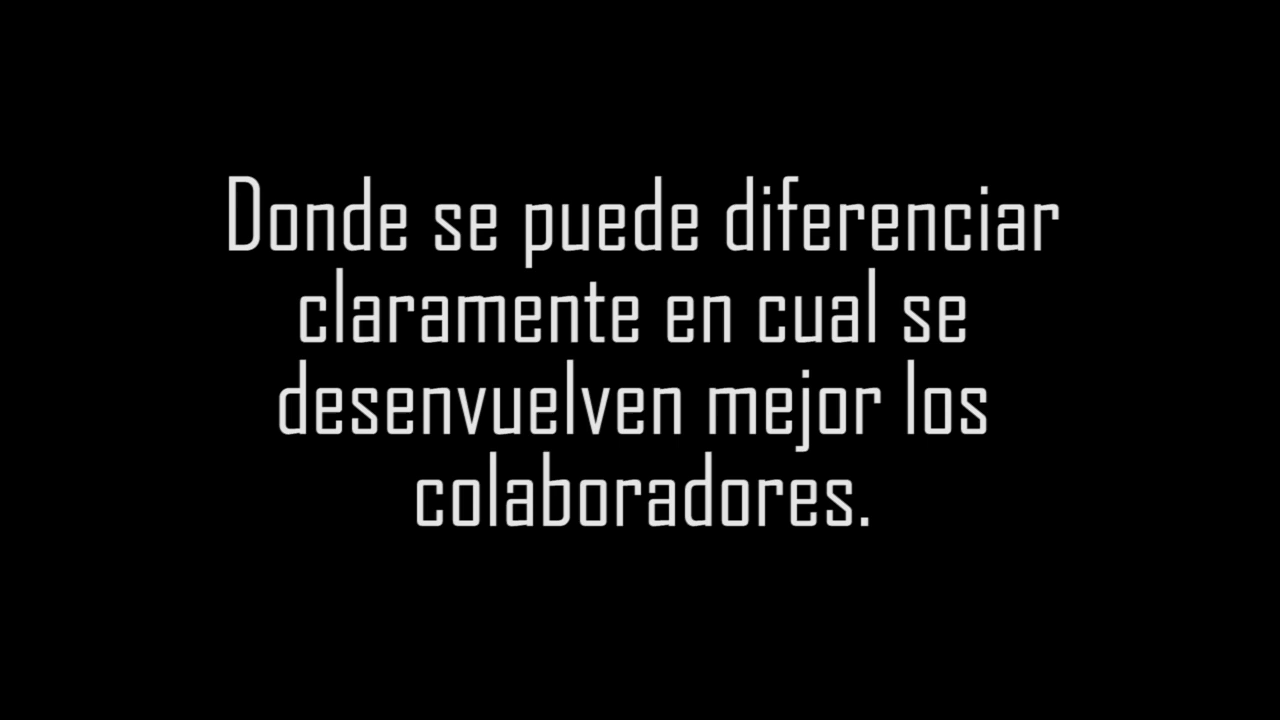 Donde se puede diferenciar
claramente en cual se
desenvuelven mejor los
colaboradores.